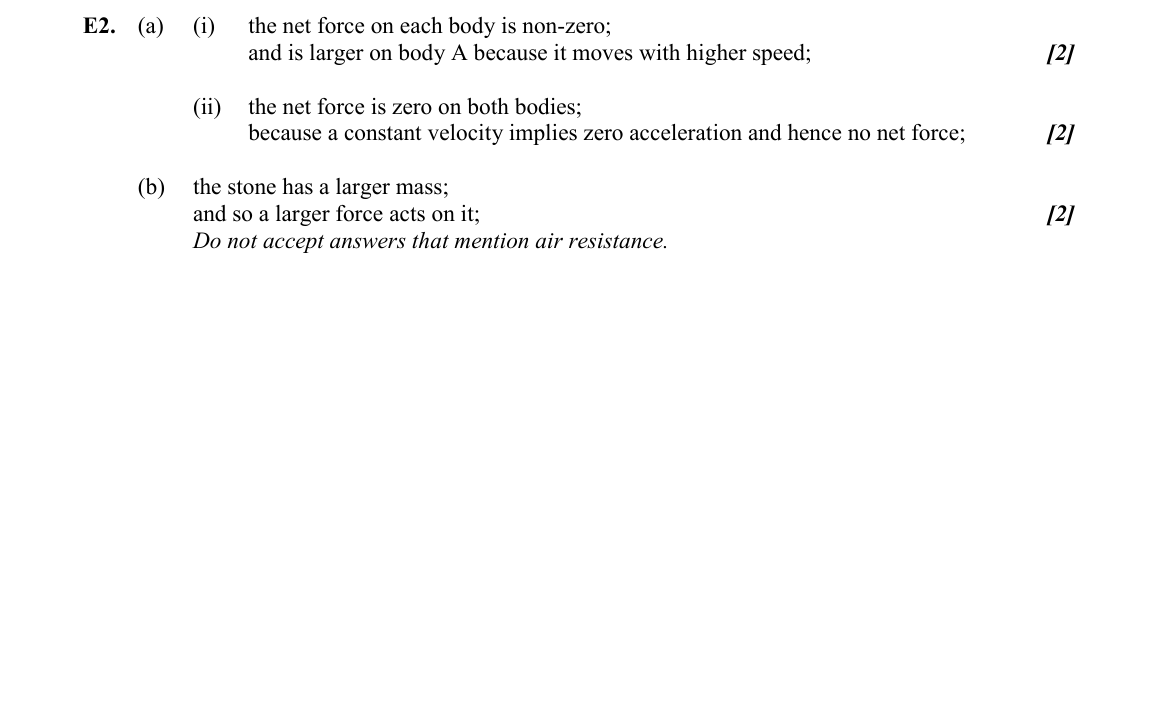 E2. (a) (i) the net force on each body is non-zero;
and is larger on body A because it moves with higher speed; [2]
(ii) the net force is zero on both bodies;
because a constant velocity implies zero acceleration and hence no net force; [2]
(b) the stone has a larger mass;
and so a larger force acts on it; [2]
Do not accept answers that mention air resistance.